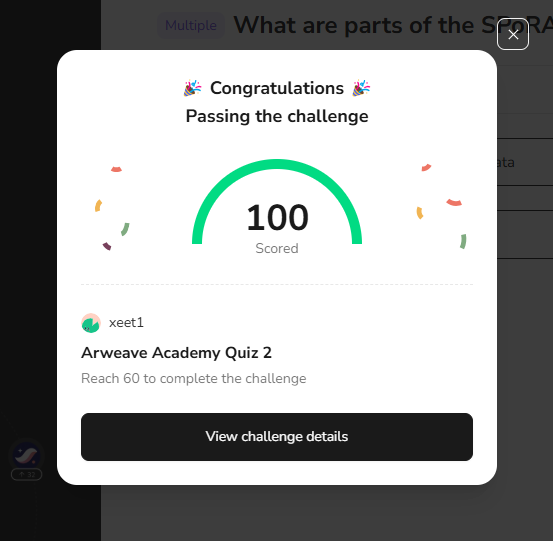 Multiple What are parts of the SPoRA
Congratulations
Passing the challenge
ata
100
Scored
xeet1
Arweave Academy Quiz 2
Reach 60 to complete the challenge
View challenge details